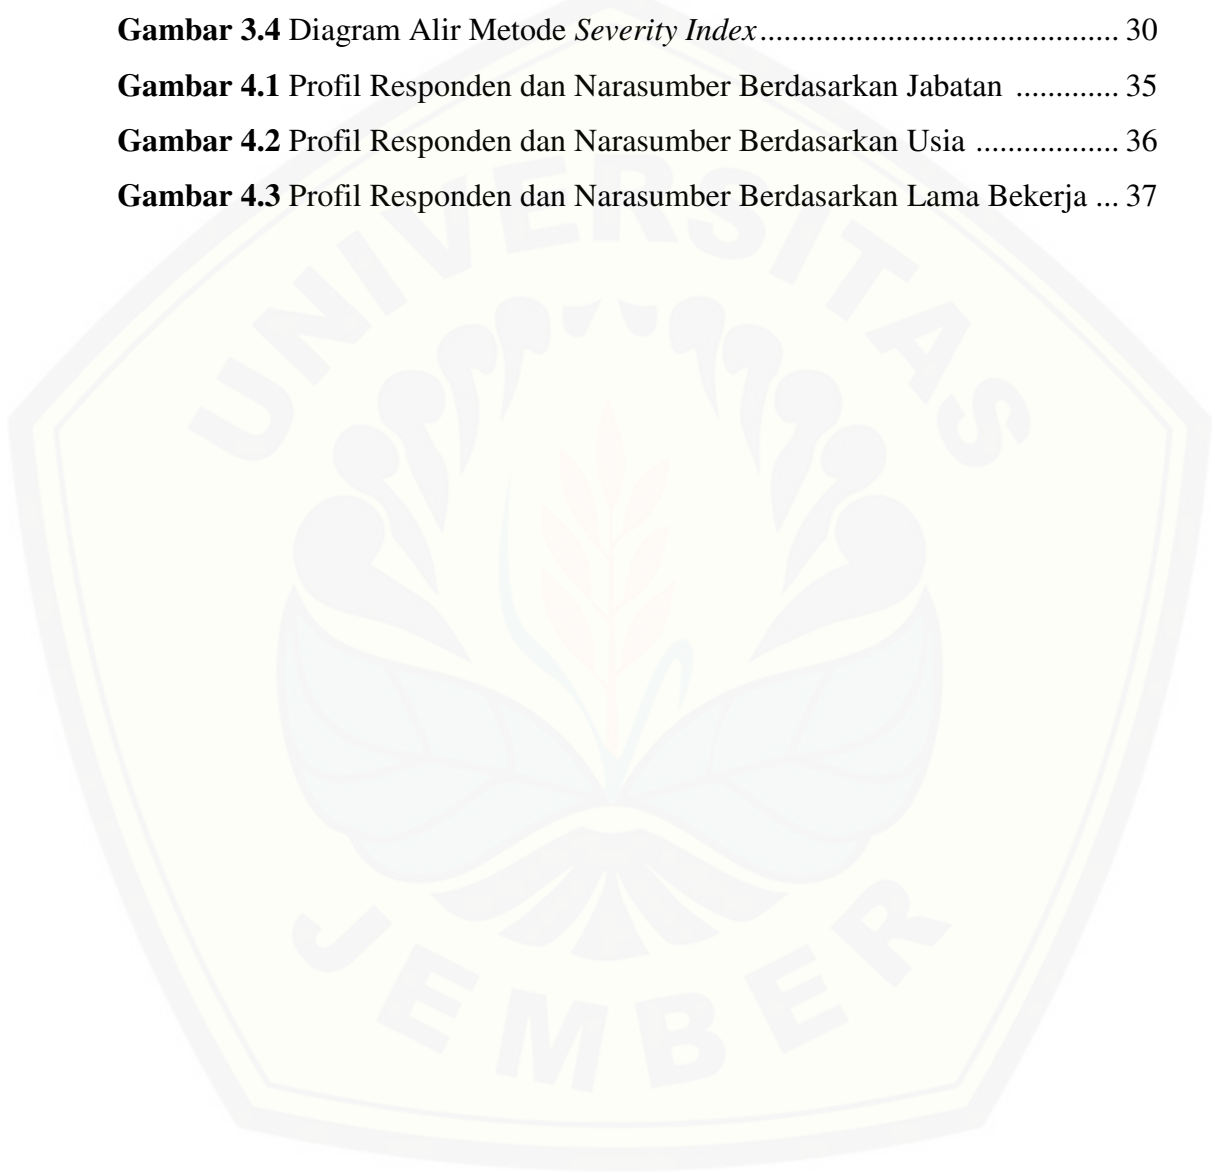 Gambar 3.4 Diagram Alir Metode Severity Index................................................ 30
Gambar 4.1 Profil Responden dan Narasumber Berdasarkan Jabatan ............. 35
Gambar 4.2 Profil Responden dan Narasumber Berdasarkan Usia .................. 36
Gambar 4.3 Profil Responden dan Narasumber Berdasarkan Lama Bekerja ... 37
UNIVERSITAS
JEMBER